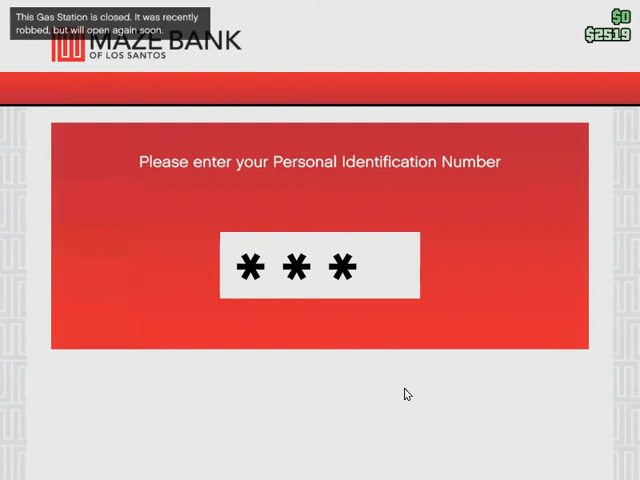 This Gas Station is closed. It was recently
robbed, but will open again soon.
MAZE BANK
OF LOS SANTOS
$0
$2519
Please enter your Personal Identification Number
* * *